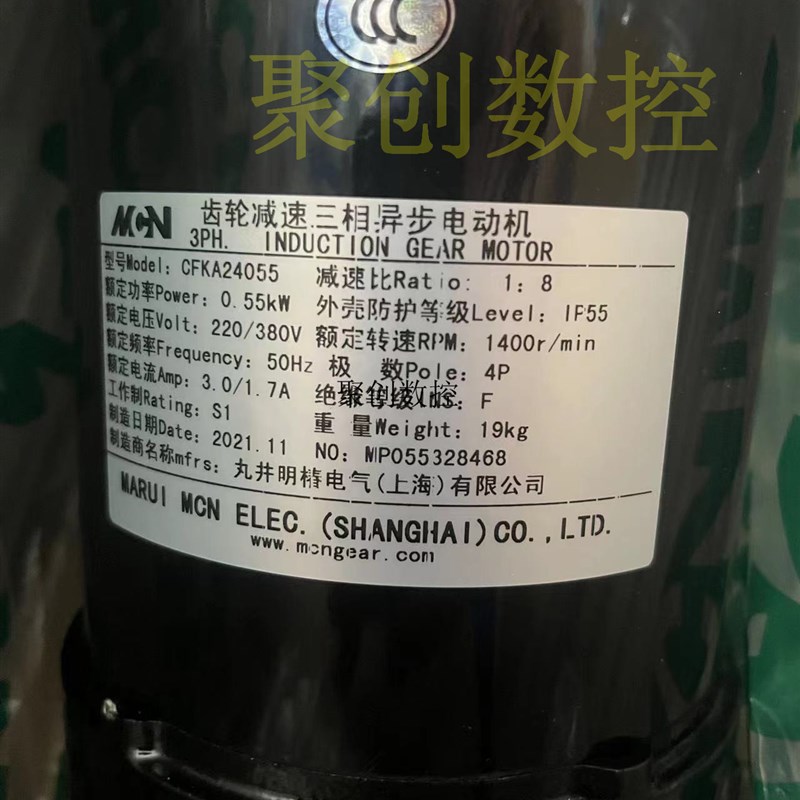 聚创数控
MCN 齿轮减速三相异步电动机
3PH. INDUCTION GEAR MOTOR
型号Model: CFKA24055 减速比Ratio: 1:8
额定功率Power: 0.55kW 外壳防护等级Level: IP55
额定电压Volt: 220/380V 额定转速RPM: 1400r/min
额定频率Frequency: 50Hz 极 数Pole: 4P
额定电流Amp: 3.0/1.7A 绝缘等级Ins: F
聚创数控
工作制Rating: S1 重 量Weight: 19kg
制造日期Date: 2021.11 NO: MP055328468
制造商名称mfrs: 丸井明椿电气(上海)有限公司
MARUI MCN ELEC. (SHANGHAI)CO.,LTD.
www.mcngear.com